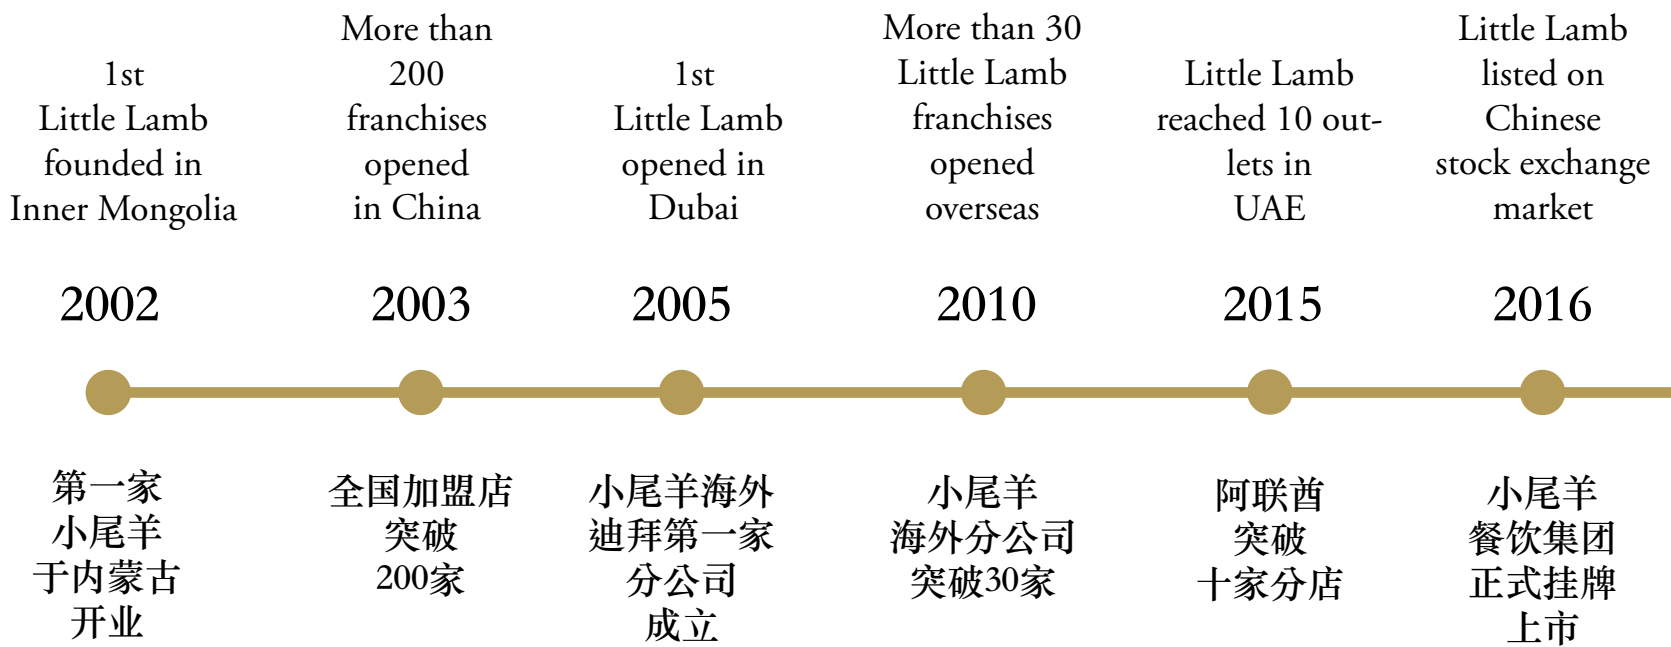 1st
Little Lamb
founded in
Inner Mongolia
More than
200
franchises
opened
in China
1st
Little Lamb
opened in
Dubai
More than 30
Little Lamb
franchises
opened
overseas
Little Lamb
reached 10 out-
lets in
UAE
Little Lamb
listed on
Chinese
stock exchange
market
2002
2003
2005
2010
2015
2016
第一家
小尾羊
于内蒙古
开业
全国加盟店
突破
200家
小尾羊海外
迪拜第一家
分公司
成立
小尾羊
海外分公司
突破30家
阿联酋
突破
十家分店
小尾羊
餐饮集团
正式挂牌
上市